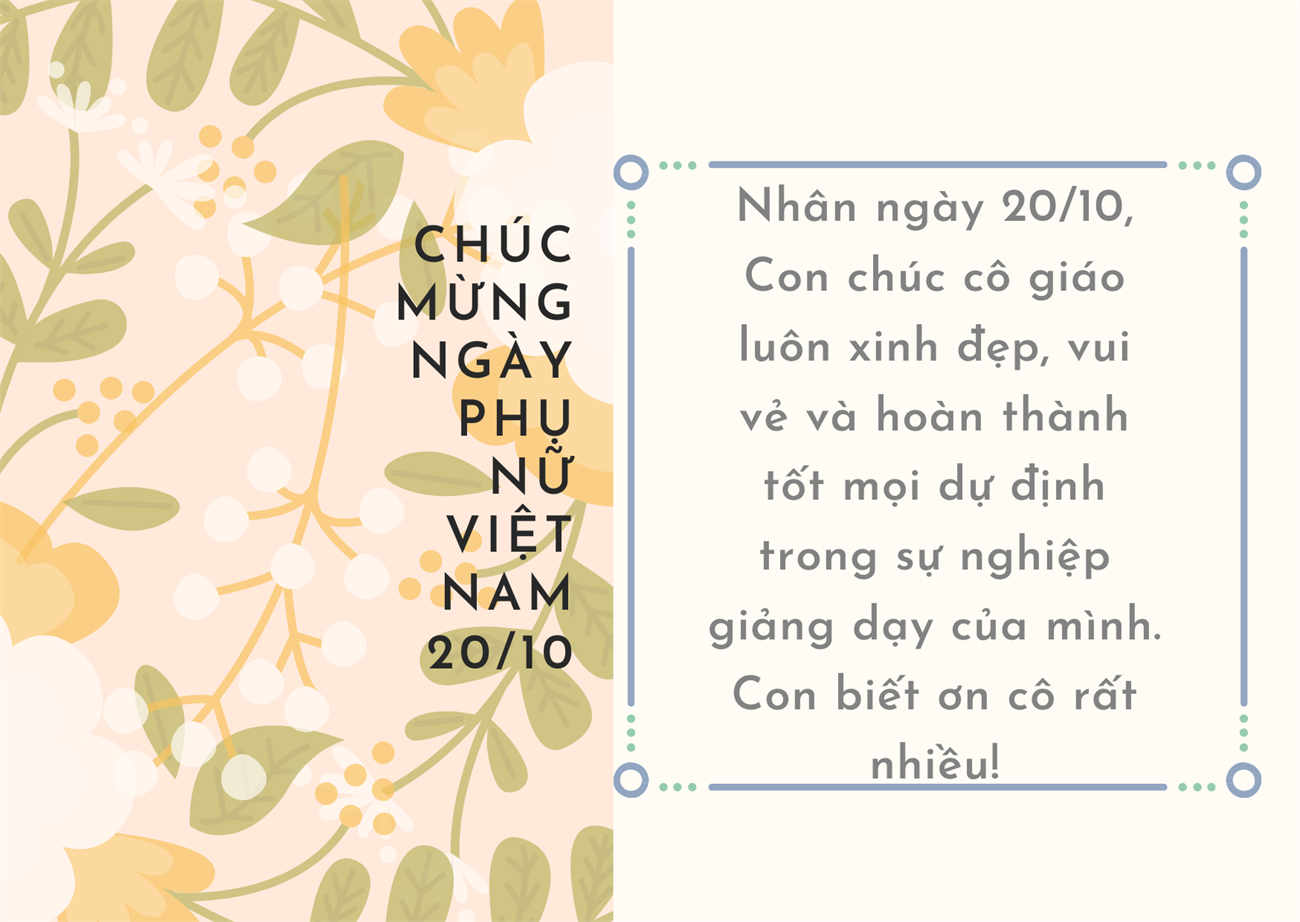 CHÚC
MỪNG
NGÀY
PHỤ
NỮ
VIỆT
NAM
20/10
Nhân ngày 20/10,
Con chúc cô giáo
luôn xinh đẹp, vui
vẻ và hoàn thành
tốt mọi dự định
trong sự nghiệp
giảng dạy của mình.
Con biết ơn cô rất
nhiều!